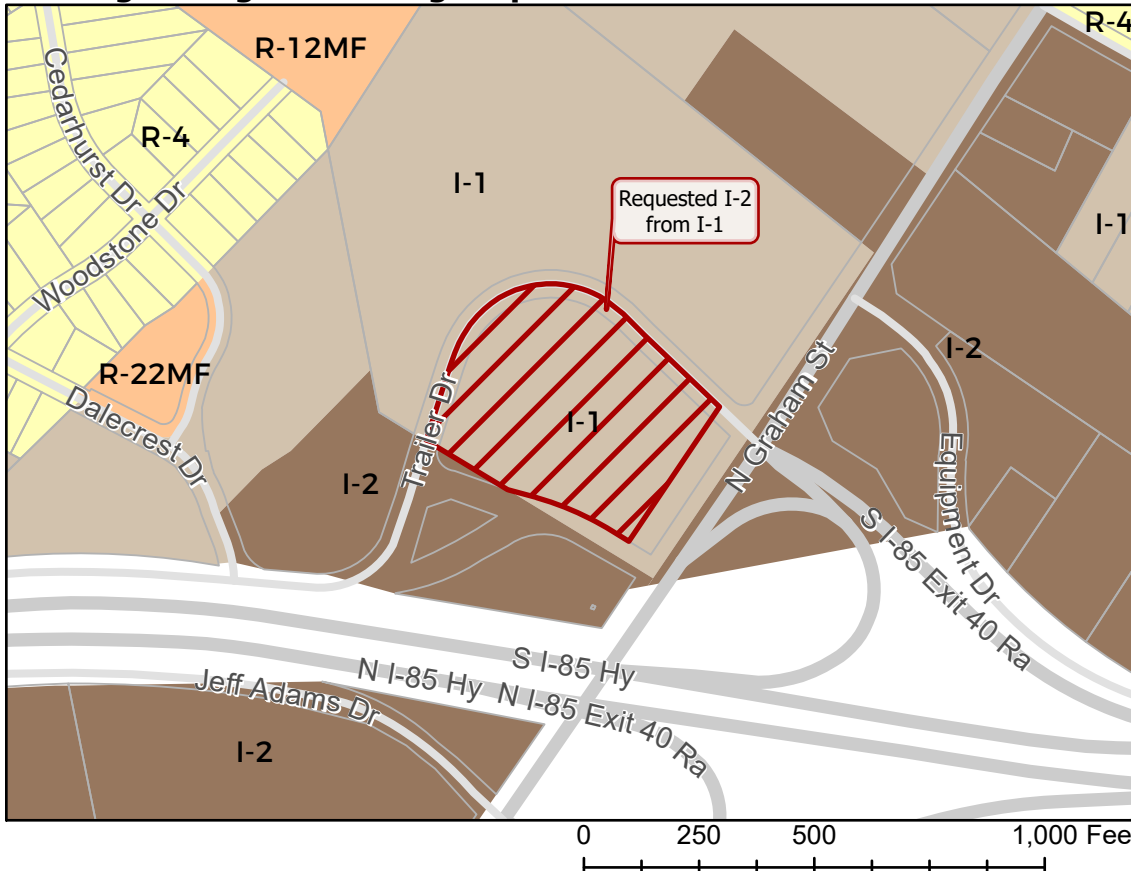 R-12MF
R-4
Cedarhurst Dr
R-4
I-1
Requested I-2
from I-1
Woodstone Dr
I-1
R-22MF
I-2
Dalecrest Dr
Trailer Dr
I-1
N Graham St
I-2
Equipment Dr
S I-85 Exit 40 Ra
S I-85 Hy
N I-85 Hy
N I-85 Exit 40 Ra
Jeff Adams Dr
I-2
0 250 500 1,000 Fee